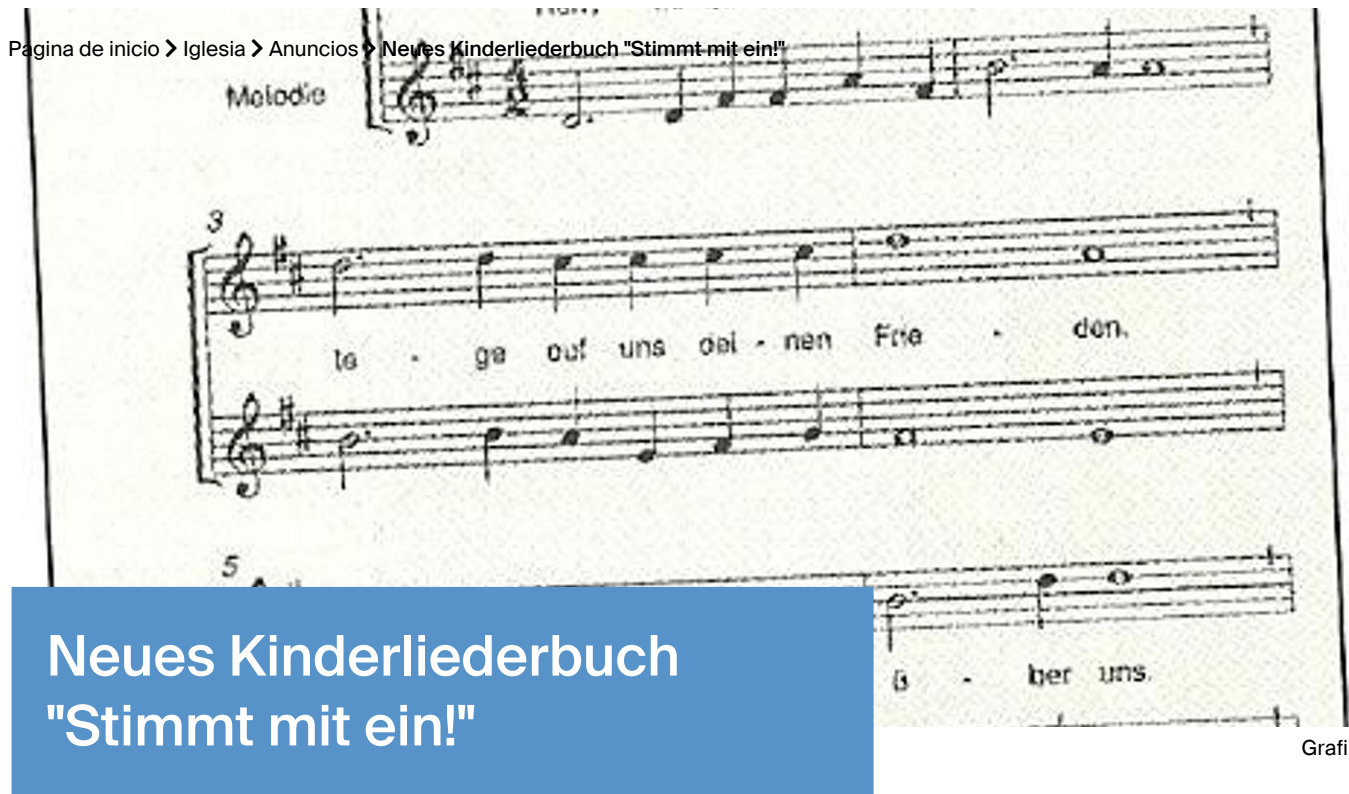 Pagina de inicio > Iglesia > Anuncios > Neues Kinderliederbuch "Stimmt mit ein!"
Melodie
3
le - ge auf uns dei - nen Frie - den.
5
ü - ber uns.
Neues Kinderliederbuch
"Stimmt mit ein!"
Grafi